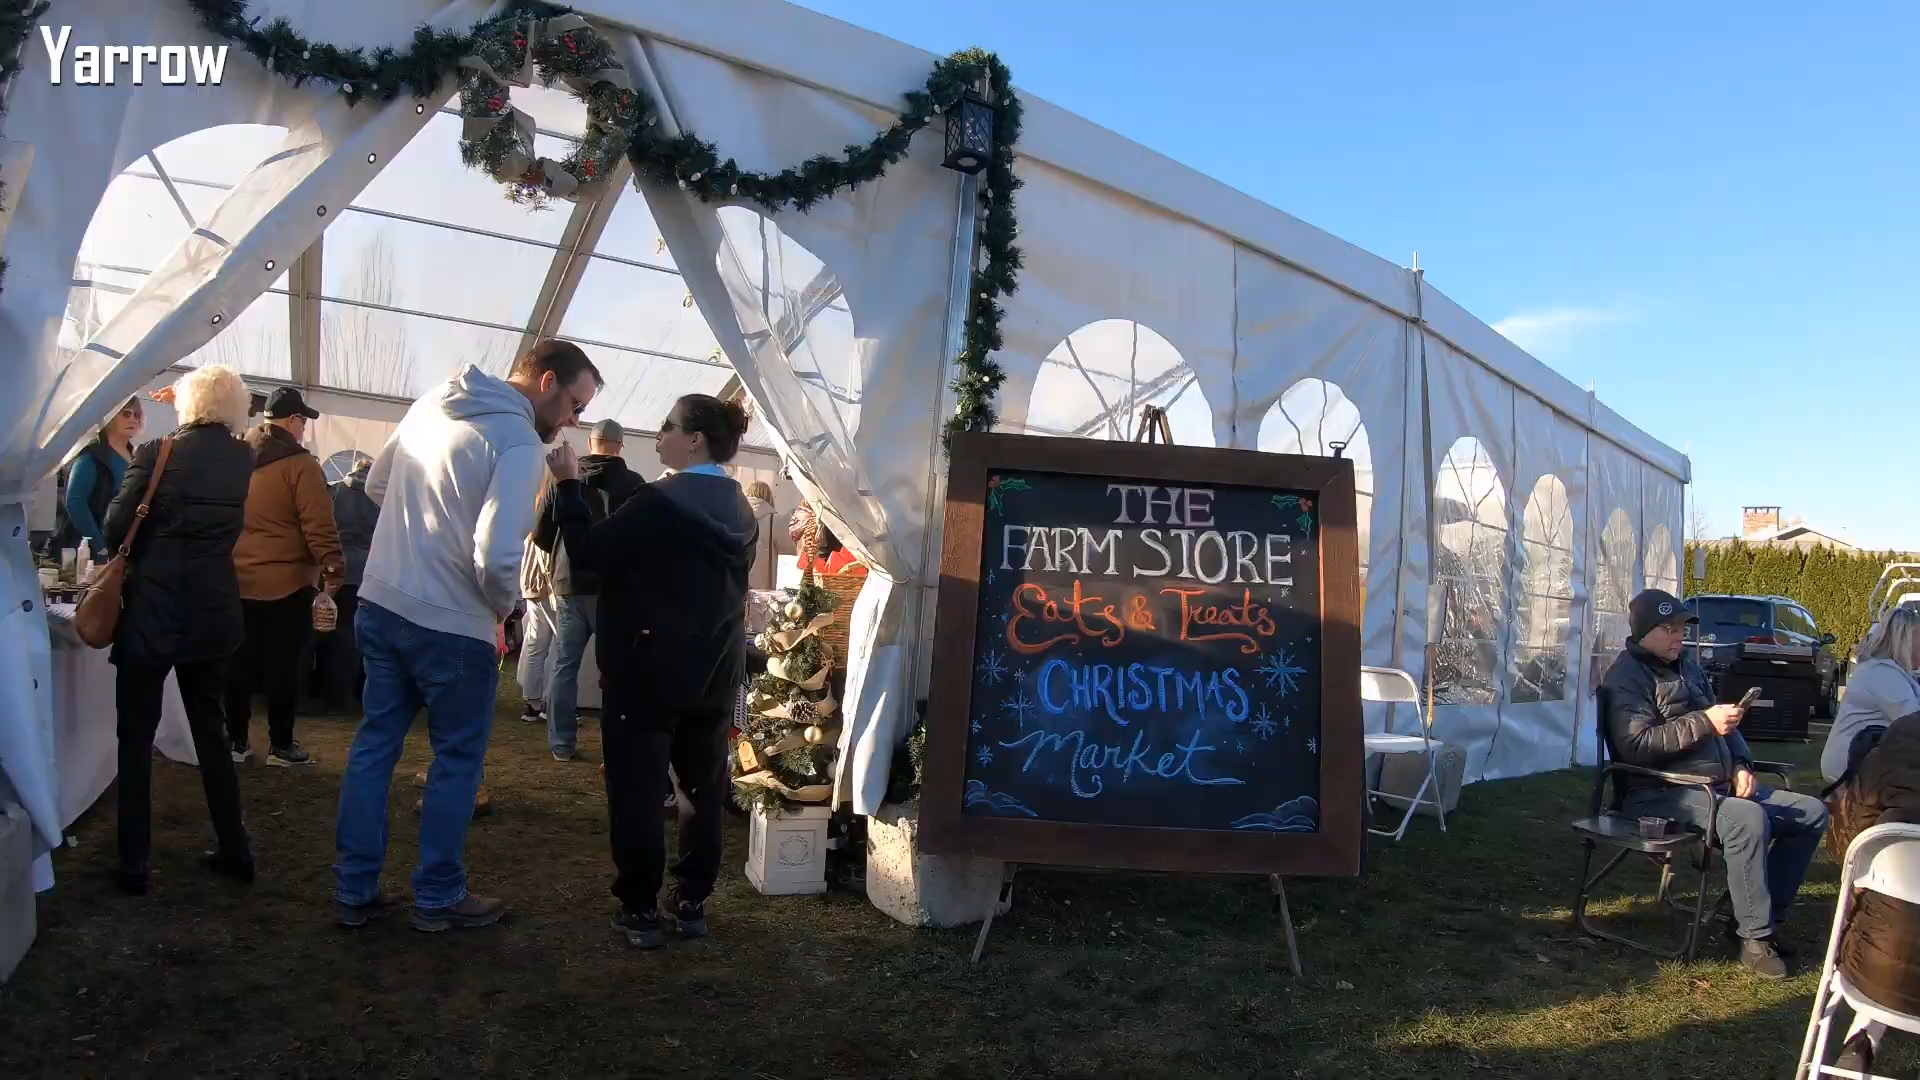 Yarrow
THE
FARM STORE
Eats & Treats
CHRISTMAS
Market